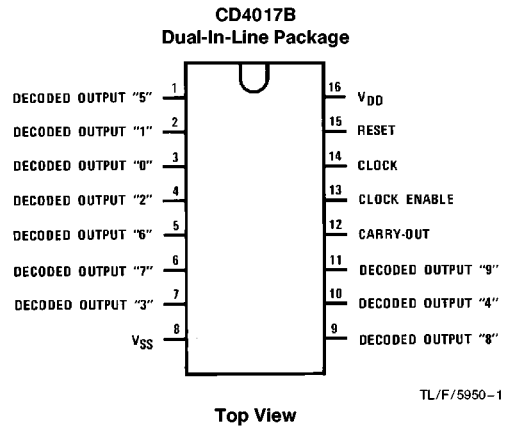 CD4017B
Dual-In-Line Package
DECODED OUTPUT "5" 1 16 VDD
DECODED OUTPUT "1" 2 15 RESET
DECODED OUTPUT "0" 3 14 CLOCK
DECODED OUTPUT "2" 4 13 CLOCK ENABLE
DECODED OUTPUT "6" 5 12 CARRY-OUT
DECODED OUTPUT "7" 6 11 DECODED OUTPUT "9"
DECODED OUTPUT "3" 7 10 DECODED OUTPUT "4"
VSS 8 9 DECODED OUTPUT "8"
TL/F/5950-1
Top View